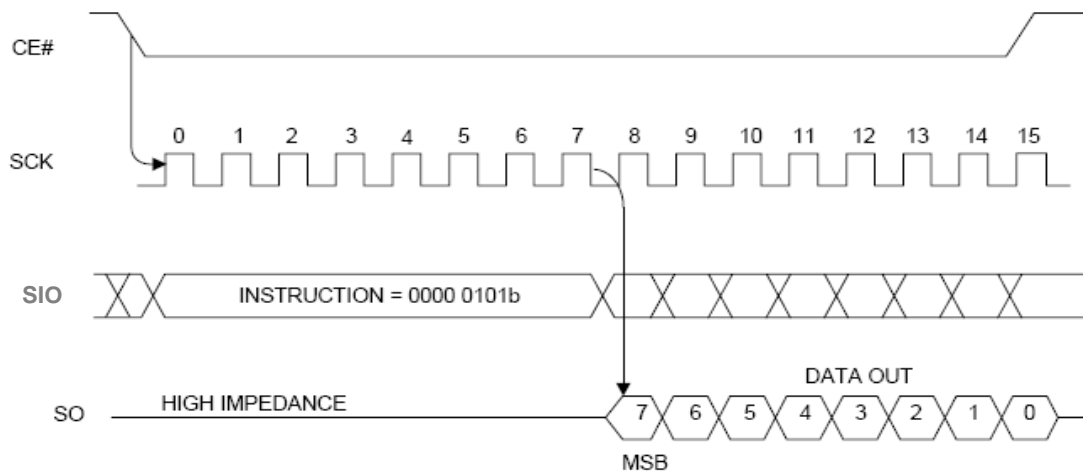 CE#
0 1 2 3 4 5 6 7 8 9 10 11 12 13 14 15
SCK
SIO INSTRUCTION = 0000 0101b
DATA OUT
SO HIGH IMPEDANCE 7 6 5 4 3 2 1 0
MSB